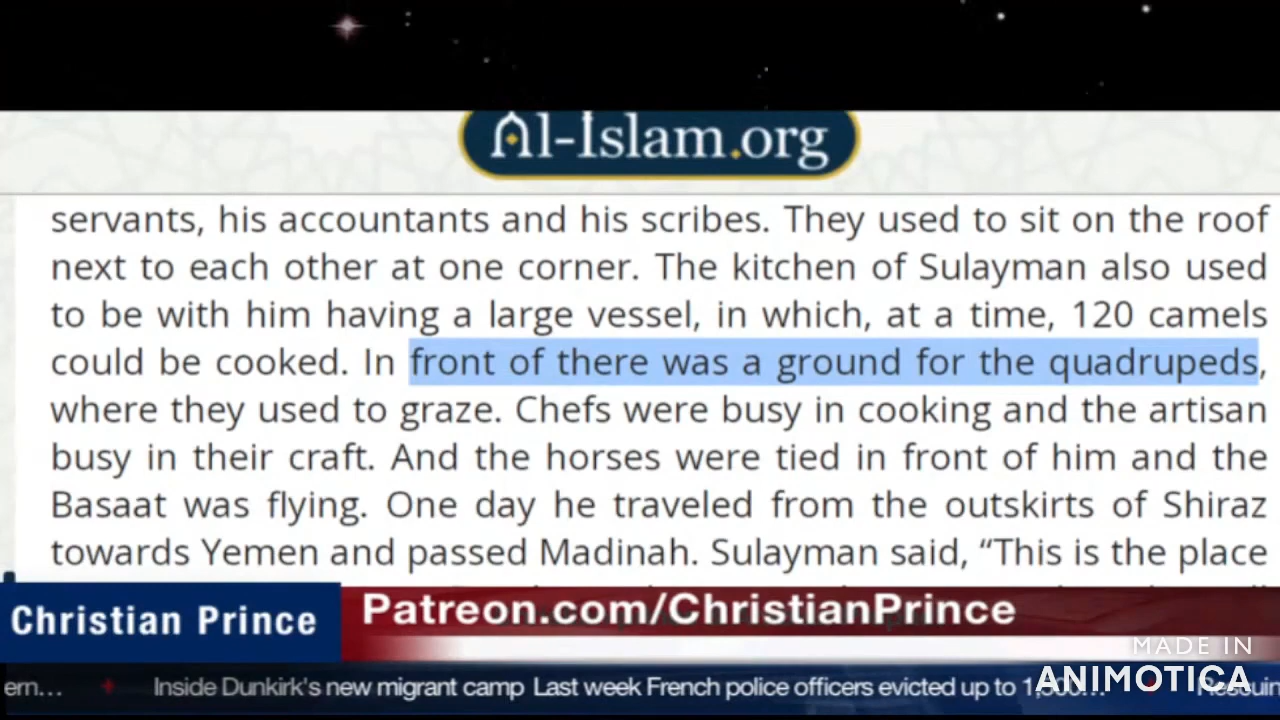 Al-Islam.org
servants, his accountants and his scribes. They used to sit on the roof
next to each other at one corner. The kitchen of Sulayman also used
to be with him having a large vessel, in which, at a time, 120 camels
could be cooked. In front of there was a ground for the quadrupeds,
where they used to graze. Chefs were busy in cooking and the artisan
busy in their craft. And the horses were tied in front of him and the
Basaat was flying. One day he traveled from the outskirts of Shiraz
towards Yemen and passed Madinah. Sulayman said, “This is the place
Christian Prince
Patreon.com/ChristianPrince
MADE IN
ANIMOTICA
ern... Inside Dunkirk's new migrant camp Last week French police officers evicted up to